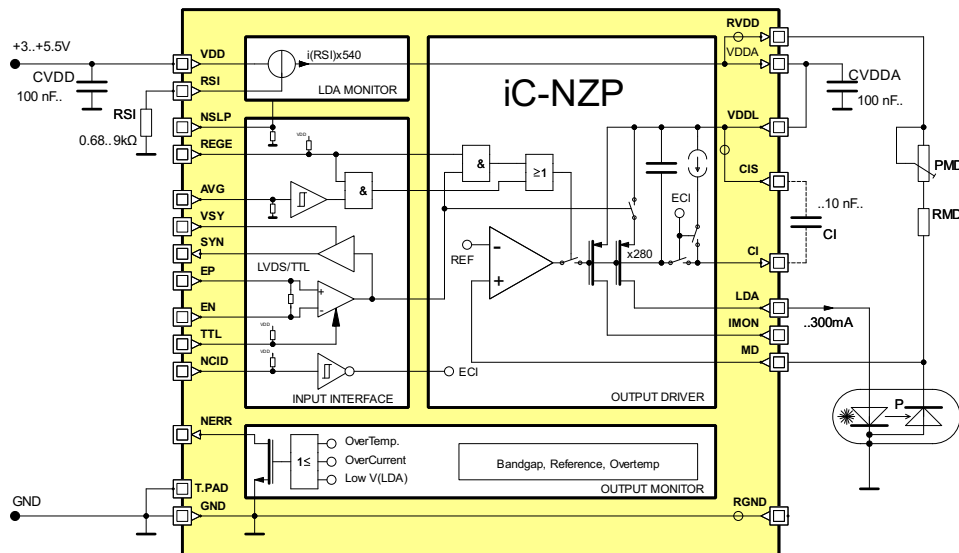 +3..+5.5V
CVDD
100 nF..
RSI
0.68..9kΩ
GND
VDD
RSI
NSLP
REGE
AVG
VSY
SYN
EP
EN
TTL
NCID
NERR
T.PAD
GND
i(RSI)x540
LDA MONITOR
VDD
&
LVDS/TTL
+
-
VDD
VDD
ECI
INPUT INTERFACE
iC-NZP
&
≥1
REF
-
+
x280
ECI
OUTPUT DRIVER
1≤
OverTemp.
OverCurrent
Low V(LDA)
Bandgap, Reference, Overtemp
OUTPUT MONITOR
RVDD
VDDA
VDDL
CIS
CI
LDA
IMON
MD
RGND
CVDDA
100 nF..
..10 nF..
CI
..300mA
PMD
RMD
P